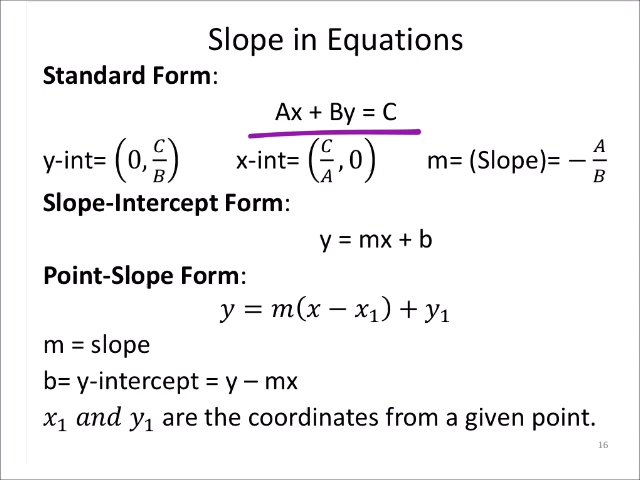 Slope in Equations
Standard Form:
Ax + By = C
y-int= (0, C/B) x-int= (C/A, 0) m= (Slope)= − A/B
Slope-Intercept Form:
y = mx + b
Point-Slope Form:
y = m(x − x₁) + y₁
m = slope
b= y-intercept = y – mx
x₁ and y₁ are the coordinates from a given point.
16